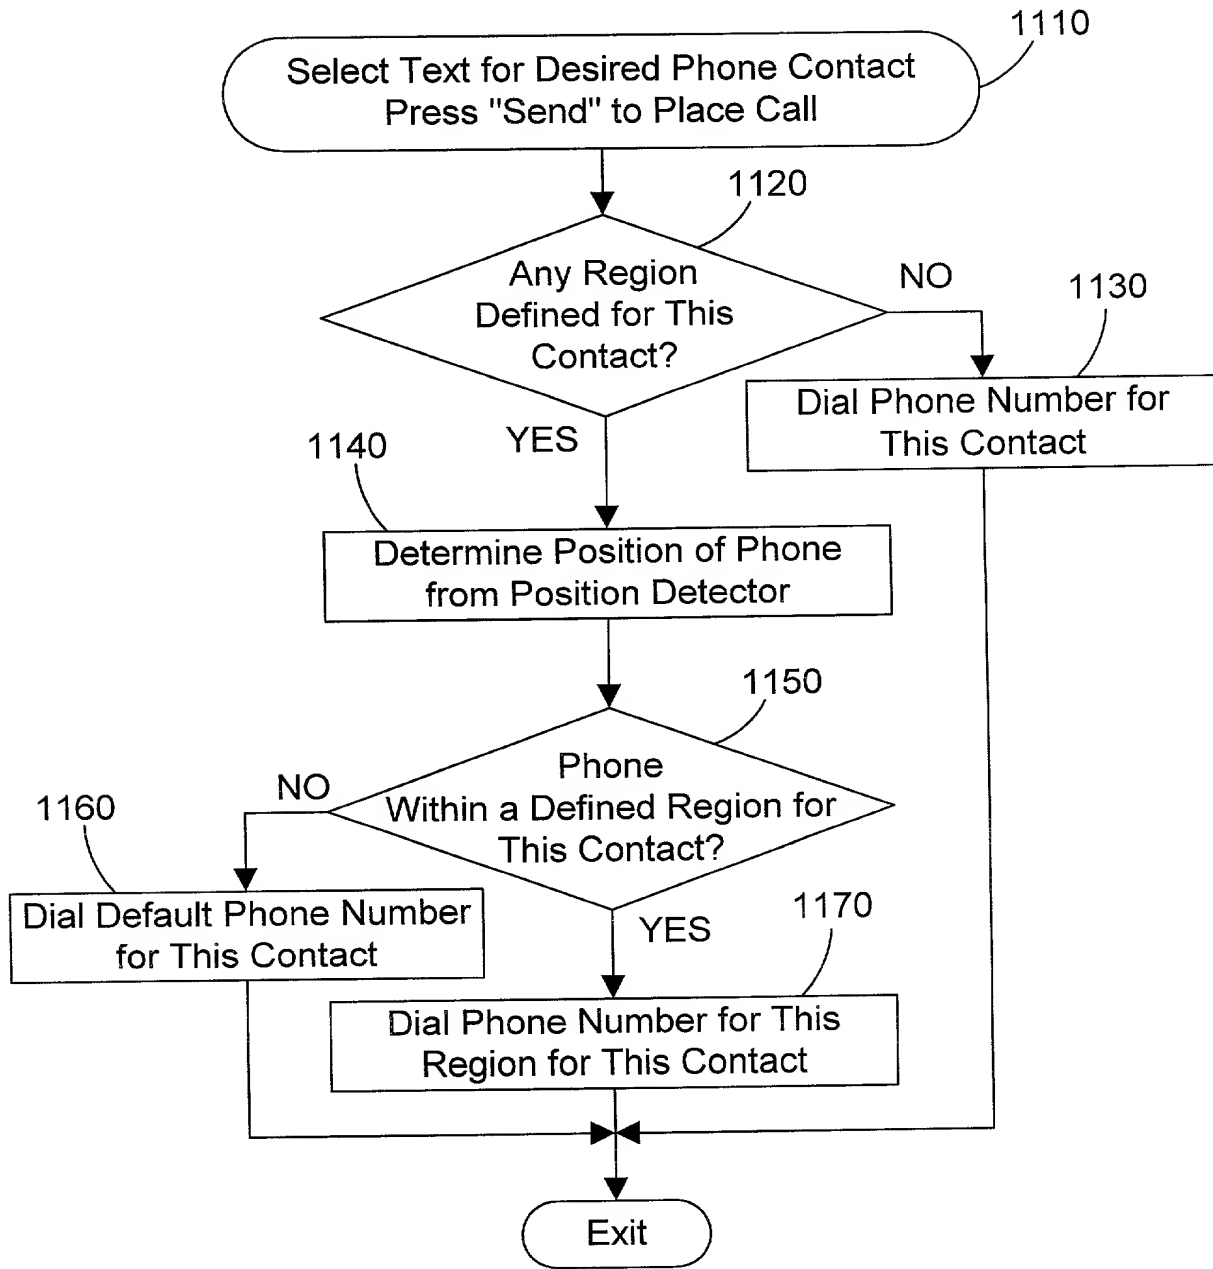 1110
Select Text for Desired Phone Contact
Press "Send" to Place Call
1120
Any Region
Defined for This
Contact?
NO
1130
Dial Phone Number for
This Contact
YES
1140
Determine Position of Phone
from Position Detector
1150
Phone
Within a Defined Region for
This Contact?
NO
1160
Dial Default Phone Number
for This Contact
YES
1170
Dial Phone Number for This
Region for This Contact
Exit